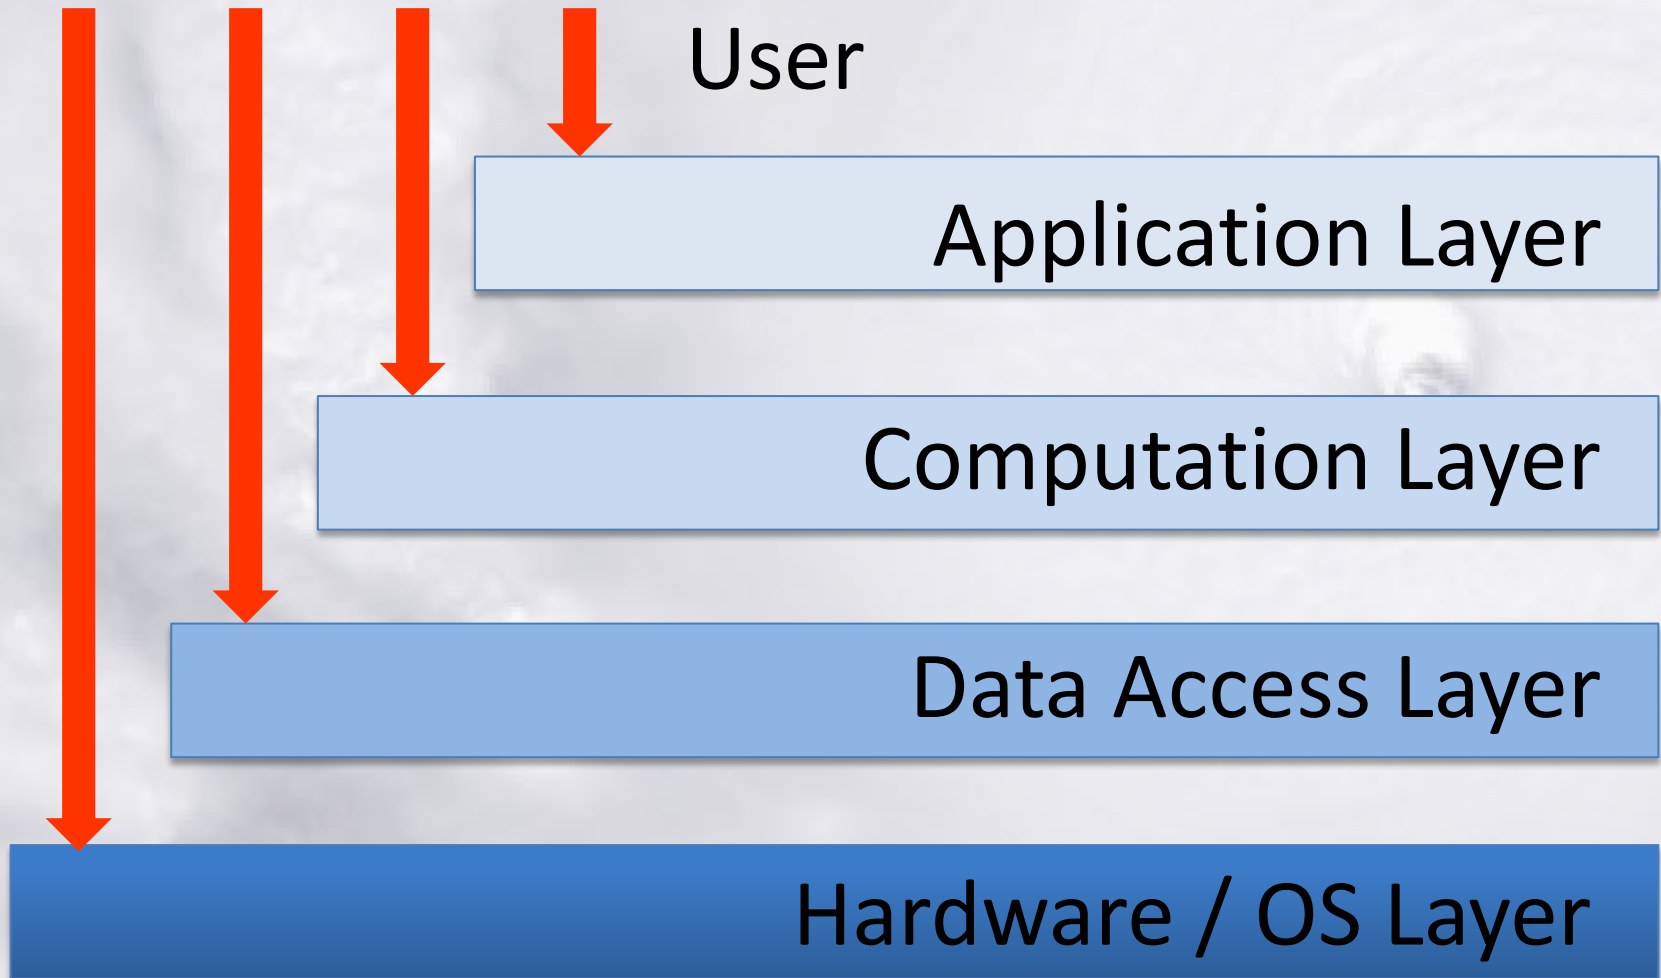 User
Application Layer
Computation Layer
Data Access Layer
Hardware / OS Layer